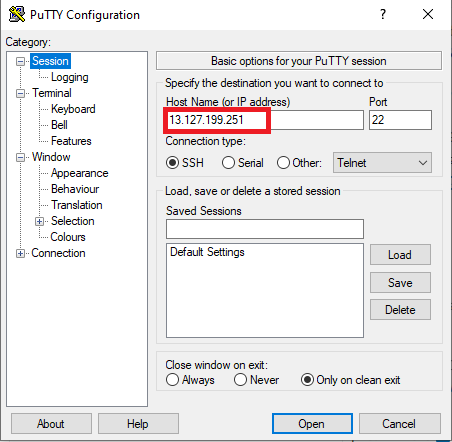 PuTTY Configuration
?
Category:
Session
Logging
Terminal
Keyboard
Bell
Features
Window
Appearance
Behaviour
Translation
Selection
Colours
Connection
Basic options for your PuTTY session
Specify the destination you want to connect to
Host Name (or IP address) Port
13.127.199.251 22
Connection type:
SSH Serial Other: Telnet
Load, save or delete a stored session
Saved Sessions
Default Settings
Load
Save
Delete
Close window on exit:
Always Never Only on clean exit
About Help Open Cancel